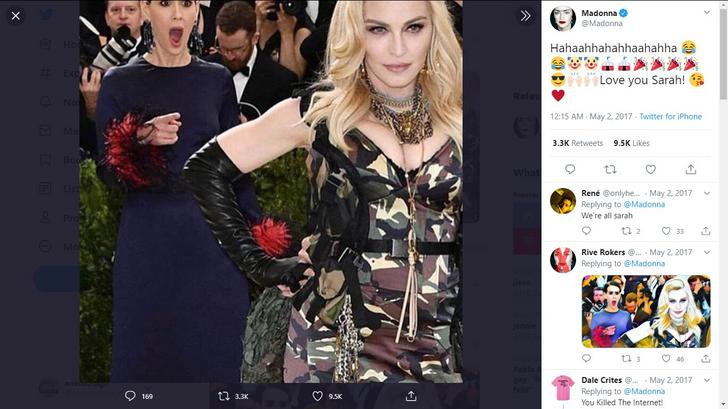 Madonna
@Madonna
Hahaahhahahhaahahha 😂
😂🤡🤡🍶🍶🎉🎉🎉🎉
😎🙌🏻🙌🏻Love you Sarah! 😘
❤️
12:15 AM · May 2, 2017 · Twitter for iPhone
3.3K Retweets 9.5K Likes
René @onlyhe... · May 2, 2017
Replying to @Madonna
We're all sarah
2 33
Rive Rokers @... · May 2, 2017
Replying to @Madonna
3 46
Dale Crites @... · May 2, 2017
Replying to @Madonna
You Killed The Internet!
169 3.3K 9.5K